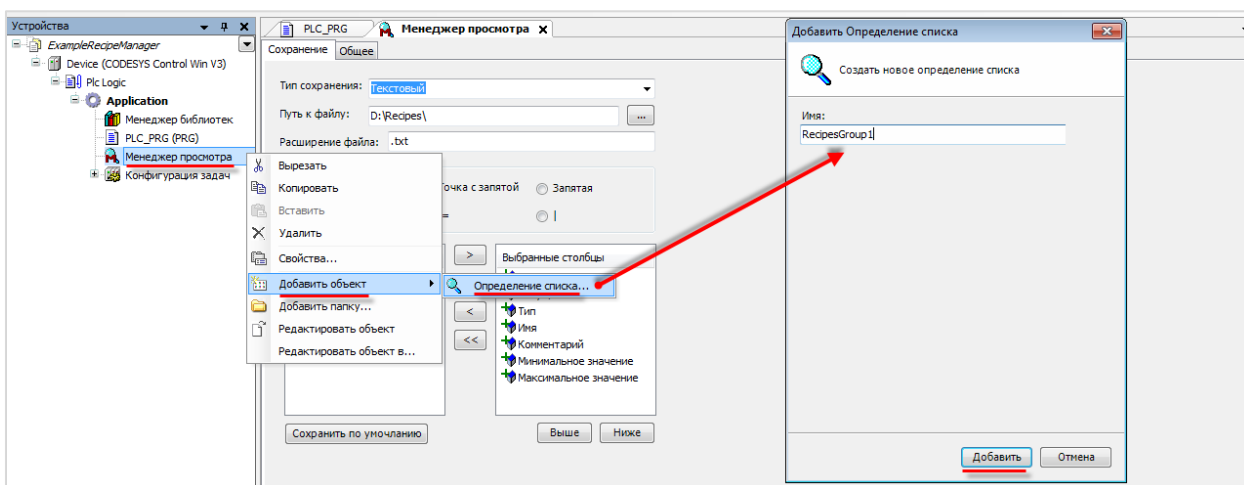 Устройства
ExampleRecipeManager
Device (CODESYS Control Win V3)
Plc Logic
Application
Менеджер библиотек
PLC_PRG (PRG)
Менеджер просмотра
Конфигурация задач
PLC_PRG
Менеджер просмотра
Сохранение Общее
Тип сохранения: Текстовый
Путь к файлу: D:\Recipes\ ...
Расширение файла: .txt
Точка с запятой Запятая
= |
Вырезать
Копировать
Вставить
Удалить
Свойства...
Добавить объект
Добавить папку...
Редактировать объект
Редактировать объект в...
Определение списка...
>
<
<<
Выбранные столбцы
Тип
Имя
Комментарий
Минимальное значение
Максимальное значение
Сохранить по умочланию
Выше Ниже
Добавить Определение списка
Создать новое определение списка
Имя:
RecipesGroup1
Добавить Отмена